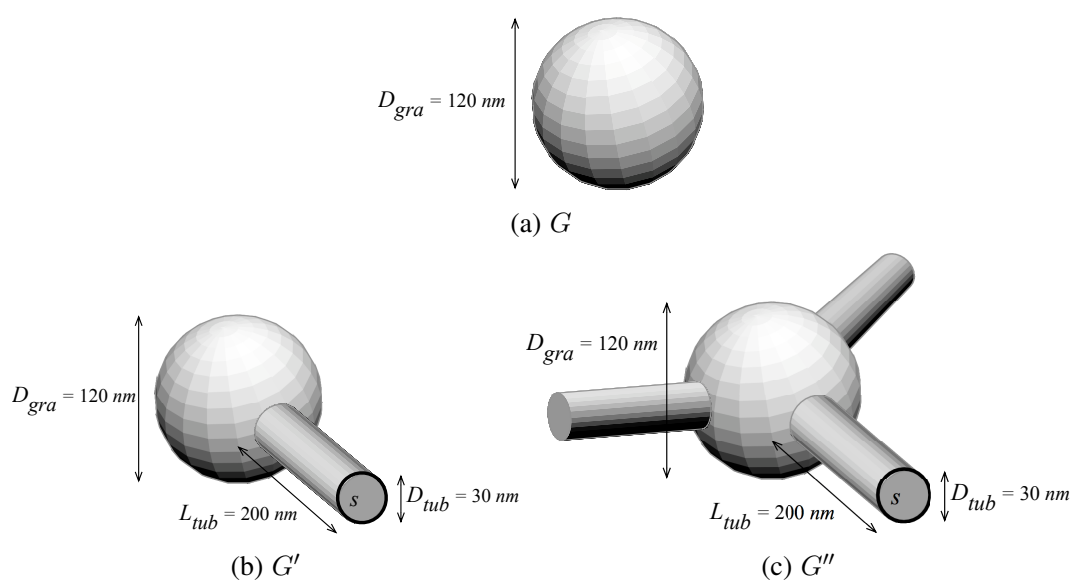 D_gra = 120 nm
(a) G
D_gra = 120 nm
s
D_tub = 30 nm
L_tub = 200 nm
(b) G′
D_gra = 120 nm
s
D_tub = 30 nm
L_tub = 200 nm
(c) G″